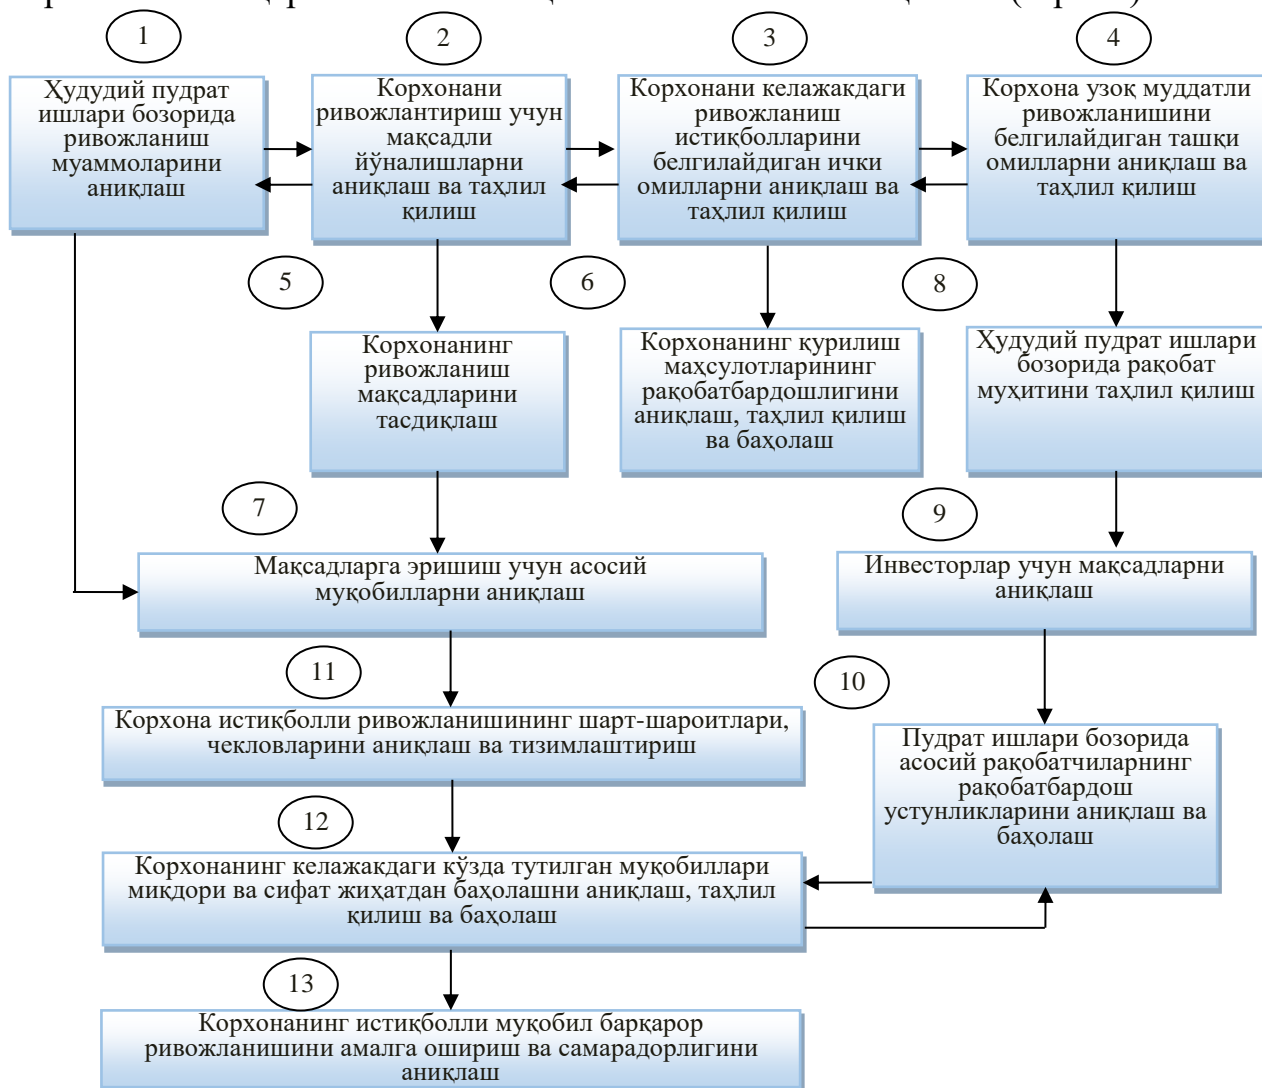 1
2
3
4
Ҳудудий пудрат
ишлари бозорида
ривожланиш
муаммоларини
аниқлаш
Корхонани
ривожлантириш учун
мақсадли
йўналишларни
аниқлаш ва таҳлил
қилиш
Корхонани келажакдаги
ривожланиш
истиқболларини
белгилайдиган ички
омилларни аниқлаш ва
таҳлил қилиш
Корхона узоқ муддатли
ривожланишини
белгилайдиган ташқи
омилларни аниқлаш ва
таҳлил қилиш
5
6
8
Корхонанинг
ривожланиш
мақсадларини
тасдиқлаш
Корхонанинг қурилиш
маҳсулотларининг
рақобатбардошлигини
аниқлаш, таҳлил қилиш
ва баҳолаш
Ҳудудий пудрат ишлари
бозорида рақобат
муҳитини таҳлил қилиш
7
9
Мақсадларга эришиш учун асосий
муқобилларни аниқлаш
Инвесторлар учун мақсадларни
аниқлаш
11
10
Корхона истиқболли ривожланишининг шарт-шароитлари,
чекловларини аниқлаш ва тизимлаштириш
Пудрат ишлари бозорида
асосий рақобатчиларнинг
рақобатбардош
устунликларини аниқлаш ва
баҳолаш
12
Корхонанинг келажакдаги кўзда тутилган муқобиллари
миқдори ва сифат жиҳатдан баҳолашни аниқлаш, таҳлил
қилиш ва баҳолаш
13
Корхонанинг истиқболли муқобил барқарор
ривожланишини амалга ошириш ва самарадорлигини
аниқлаш